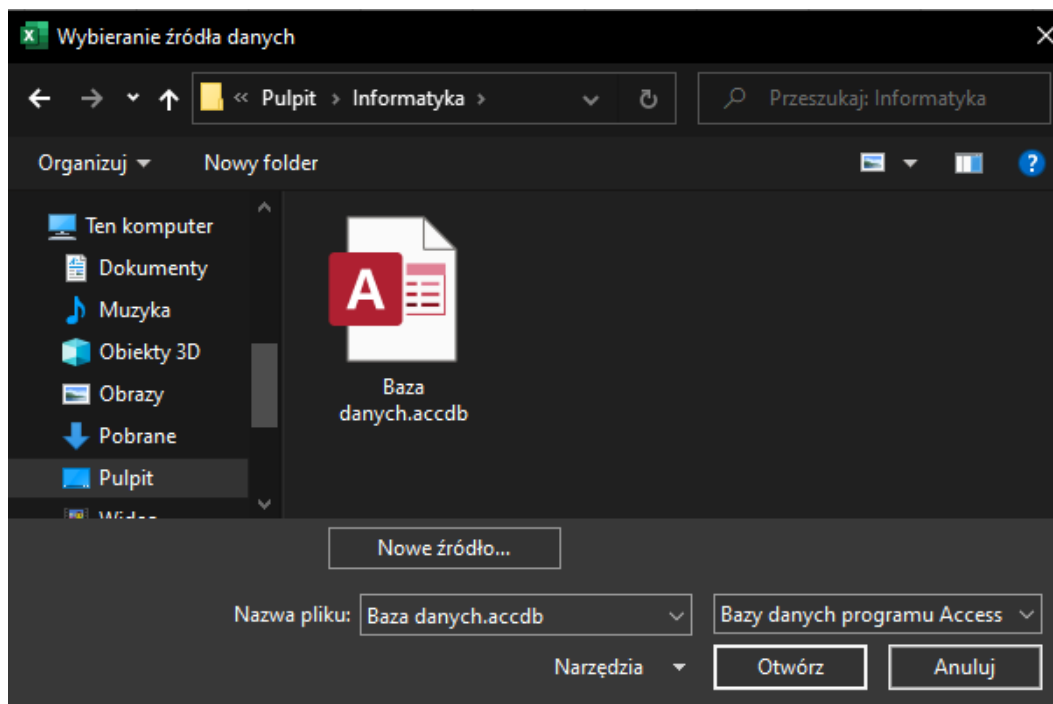 Wybieranie źródła danych
« Pulpit › Informatyka ›
Przeszukaj: Informatyka
Organizuj
Nowy folder
Ten komputer
Dokumenty
Muzyka
Obiekty 3D
Obrazy
Pobrane
Pulpit
A
Baza
danych.accdb
Nowe źródło...
Nazwa pliku: Baza danych.accdb
Bazy danych programu Access
Narzędzia
Otwórz
Anuluj